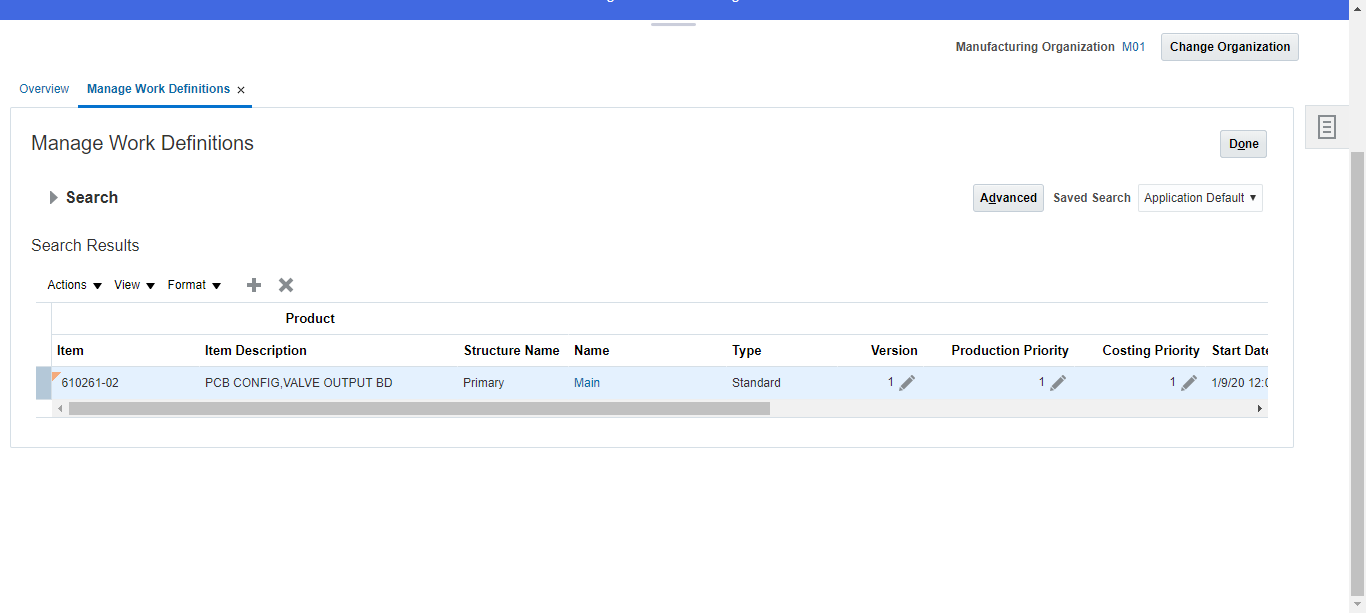 Manufacturing Organization M01 Change Organization
Overview Manage Work Definitions ×
Manage Work Definitions
Done
Search
Advanced Saved Search Application Default
Search Results
Actions View Format
Product
Item Item Description Structure Name Name Type Version Production Priority Costing Priority Start Date
610261-02 PCB CONFIG,VALVE OUTPUT BD Primary Main Standard 1 1 1 1/9/20